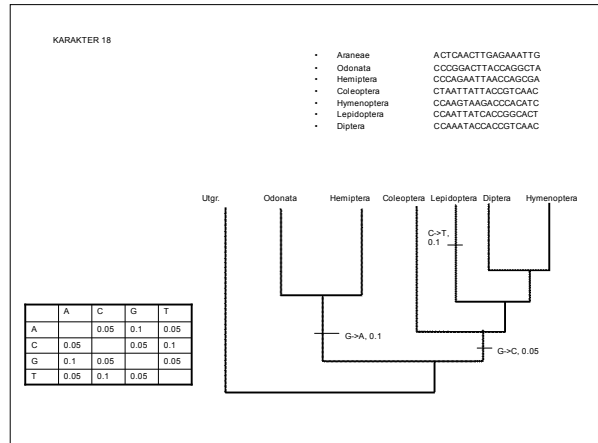 KARAKTER 18
• Araneae ACTCAACTTGAGAAATTG
• Odonata CCCGGACTTACCAGGCTA
• Hemiptera CCCAGAATTAACCAGCGA
• Coleoptera CTAATTATTACCGTCAAC
• Hymenoptera CCAAGTAAGACCCACATC
• Lepidoptera CCAATTATCACCGGCACT
• Diptera CCAAATACCACCGTCAAC
Utgr. Odonata Hemiptera Coleoptera Lepidoptera Diptera Hymenoptera
C->T,
0.1
G->A, 0.1
G->C, 0.05
A C G T
A 0.05 0.1 0.05
C 0.05 0.05 0.1
G 0.1 0.05 0.05
T 0.05 0.1 0.05